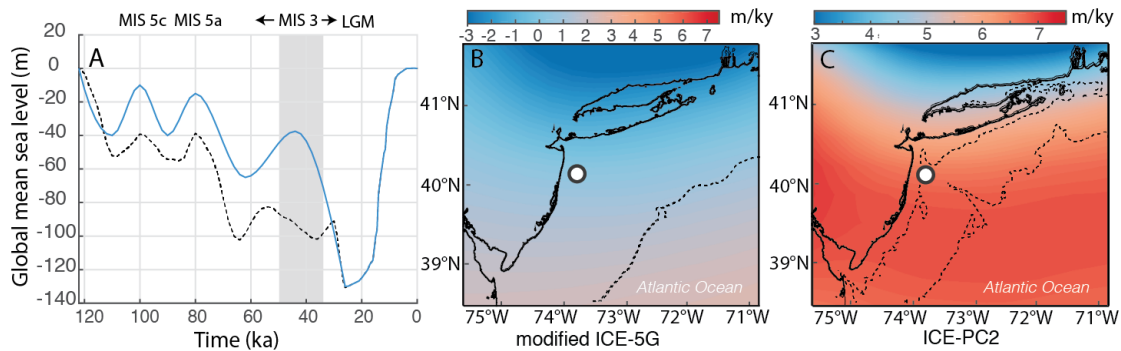 MIS 5c MIS 5a ← MIS 3 → LGM
A
Global mean sea level (m)
20
0
-20
-40
-60
-80
-100
-120
-140
120 100 80 60 40 20 0
Time (ka)
m/ky
-3 -2 -1 0 1 2 3 4 5 6 7
B
41°N
40°N
39°N
Atlantic Ocean
75°W 74°W 73°W 72°W 71°W
modified ICE-5G
m/ky
3 4 5 6 7
C
41°N
40°N
39°N
Atlantic Ocean
75°W 74°W 73°W 72°W 71°W
ICE-PC2